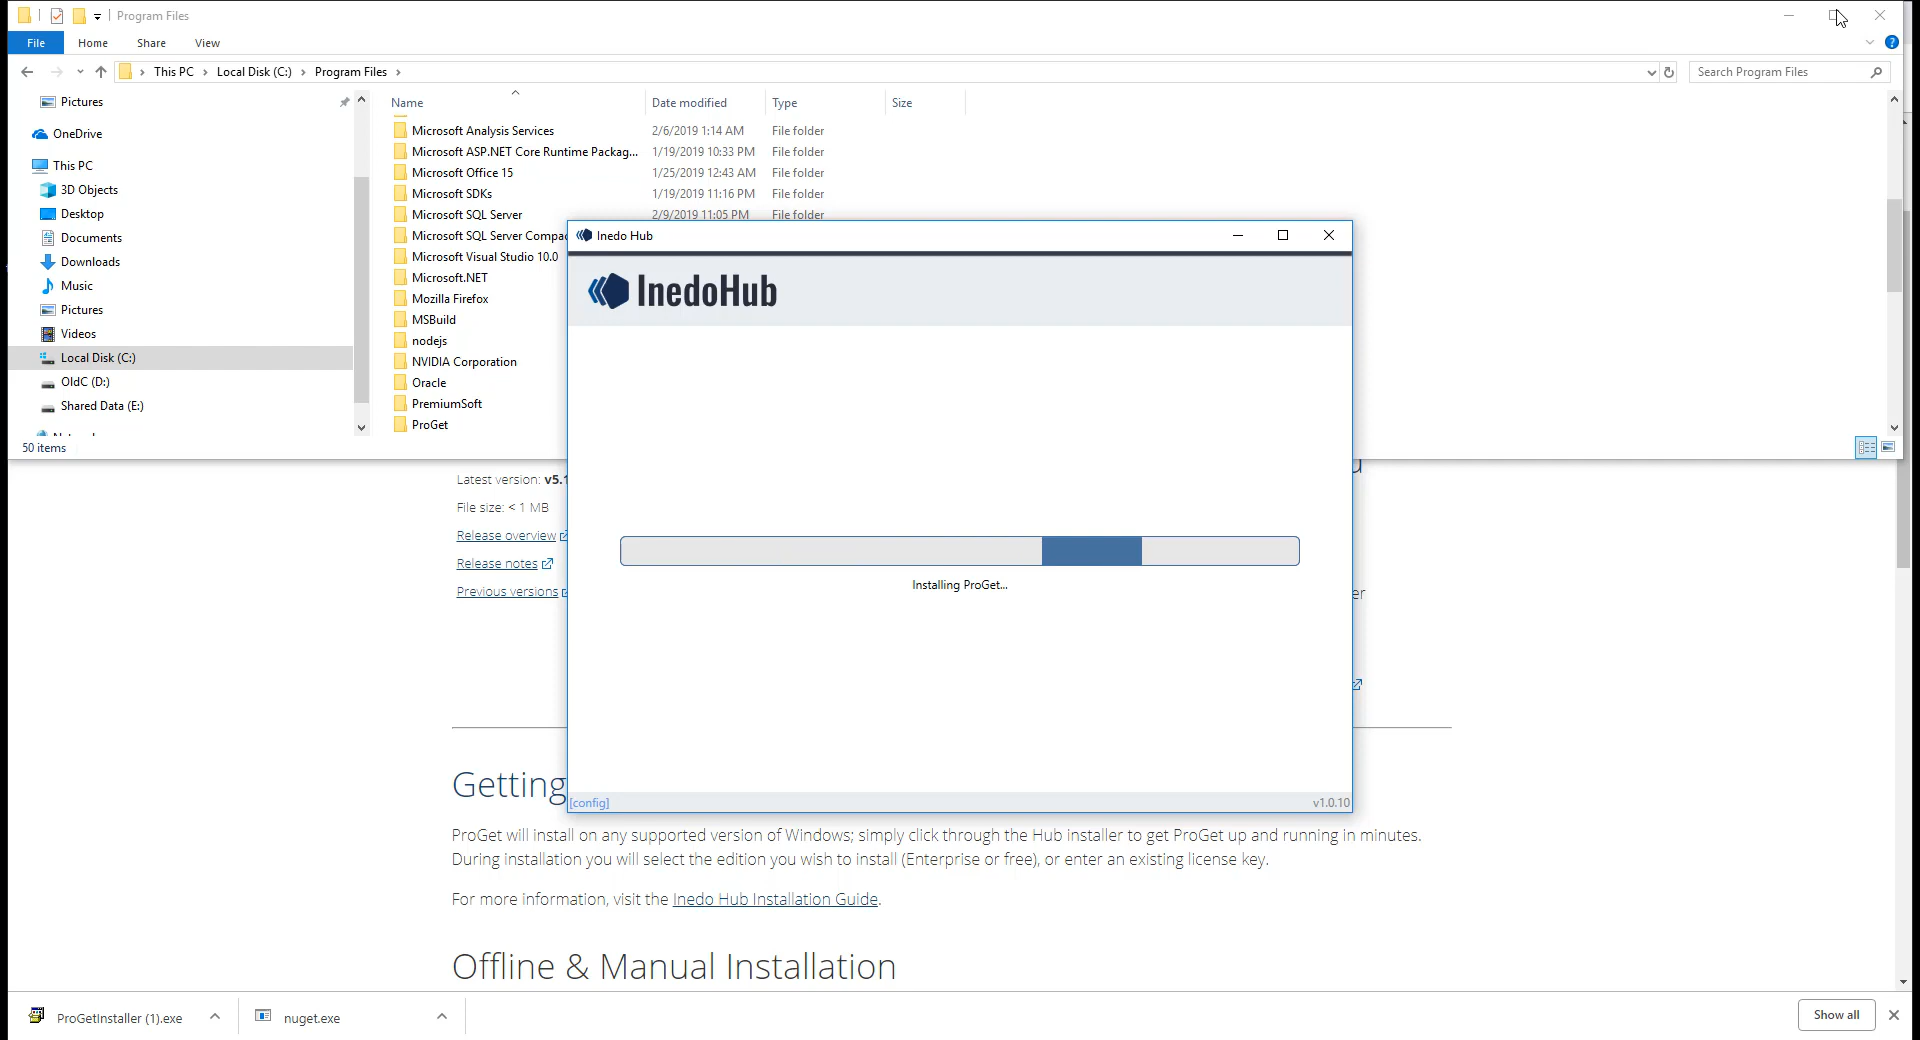 Program Files
File Home Share View
This PC Local Disk (C:) Program Files
Search Program Files
Pictures
OneDrive
This PC
3D Objects
Desktop
Documents
Downloads
Music
Pictures
Videos
Local Disk (C:)
OldC (D:)
Shared Data (E:)
50 items
Name Date modified Type Size
Microsoft Analysis Services 2/6/2019 1:14 AM File folder
Microsoft ASP.NET Core Runtime Packag... 1/19/2019 10:33 PM File folder
Microsoft Office 15 1/25/2019 12:43 AM File folder
Microsoft SDKs 1/19/2019 11:16 PM File folder
Microsoft SQL Server 2/9/2019 11:05 PM File folder
Microsoft SQL Server Compac
Microsoft Visual Studio 10.0
Microsoft.NET
Mozilla Firefox
MSBuild
nodejs
NVIDIA Corporation
Oracle
PremiumSoft
ProGet
Inedo Hub
InedoHub
Installing ProGet...
[config] v1.0.10
Latest version: v5.1
File size: < 1 MB
Release overview
Release notes
Previous versions
er
Getting
ProGet will install on any supported version of Windows; simply click through the Hub installer to get ProGet up and running in minutes.
During installation you will select the edition you wish to install (Enterprise or free), or enter an existing license key.
For more information, visit the Inedo Hub Installation Guide.
Offline & Manual Installation
ProGetInstaller (1).exe
nuget.exe
Show all